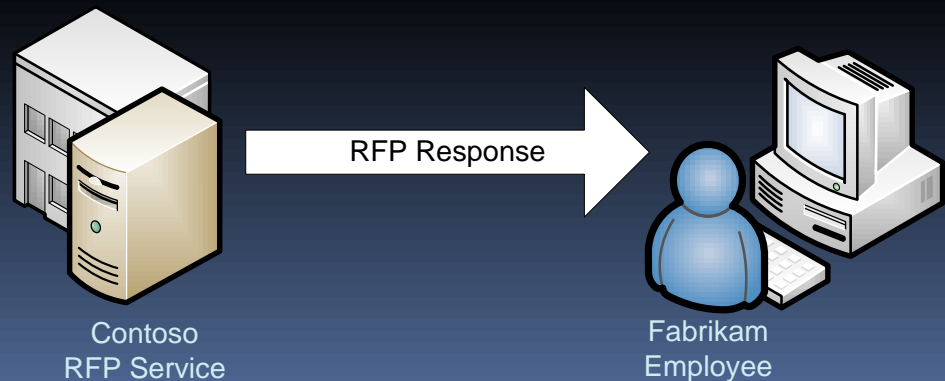 RFP Response
Contoso
RFP Service
Fabrikam
Employee